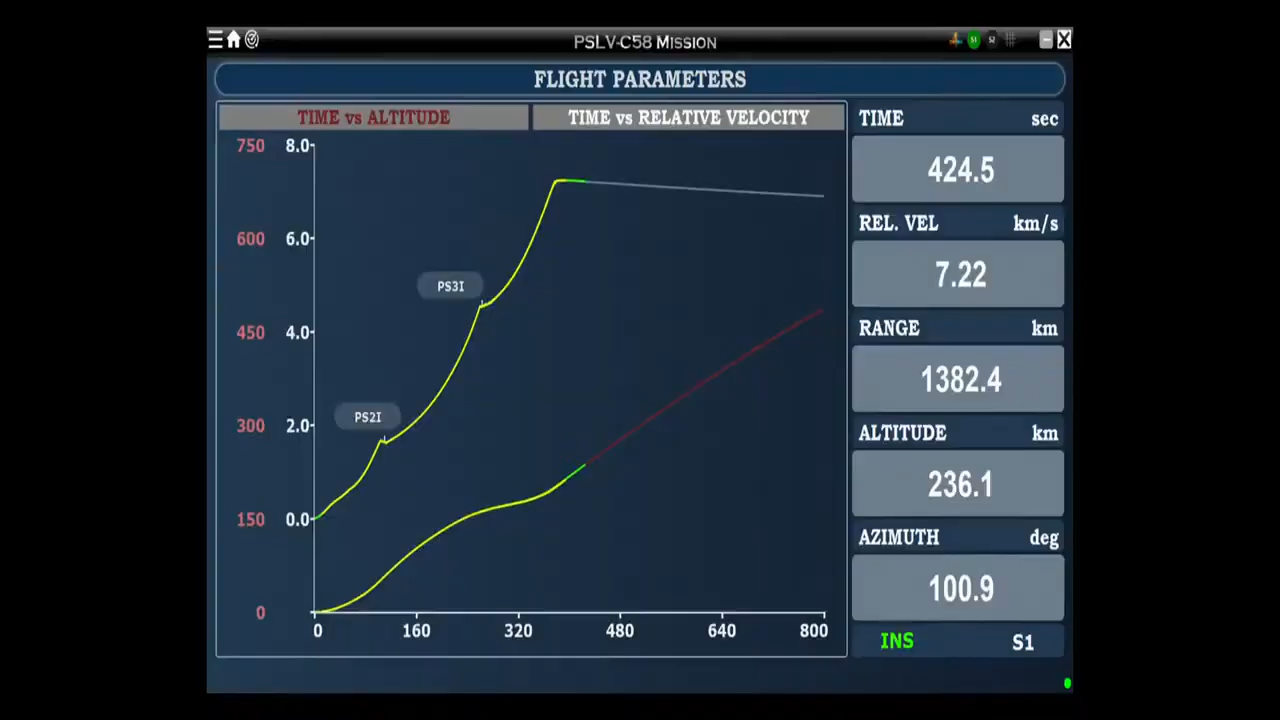 PSLV-C58 MISSION
S1
S2
FLIGHT PARAMETERS
TIME vs ALTITUDE
TIME vs RELATIVE VELOCITY
750 8.0
600 6.0
450 4.0
300 2.0
150 0.0
0
PS3I
PS2I
0 160 320 480 640 800
TIME sec
424.5
REL. VEL km/s
7.22
RANGE km
1382.4
ALTITUDE km
236.1
AZIMUTH deg
100.9
INS S1